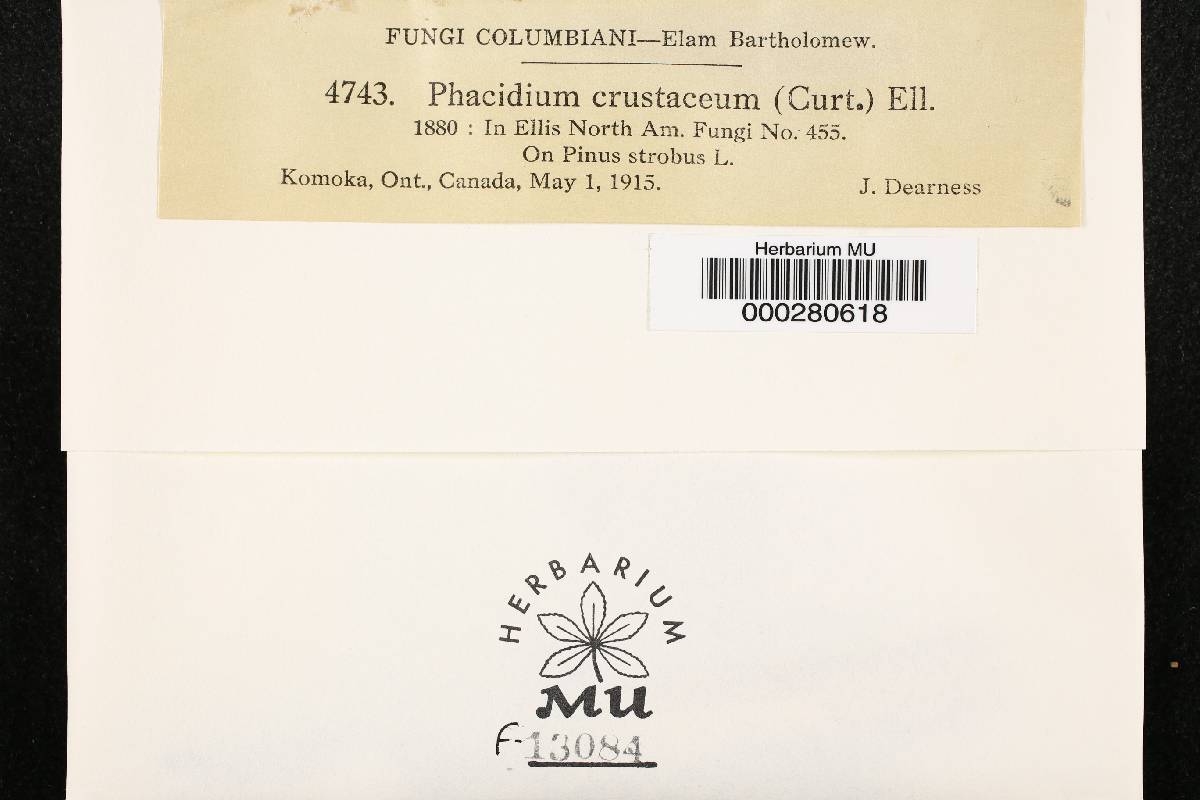 FUNGI COLUMBIANI—Elam Bartholomew.
4743. Phacidium crustaceum (Curt.) Ell.
1880 : In Ellis North Am. Fungi No. 455.
On Pinus strobus L.
Komoka, Ont., Canada, May 1, 1915. J. Dearness
Herbarium MU
000280618
HERBARIUM
MU
F-13084